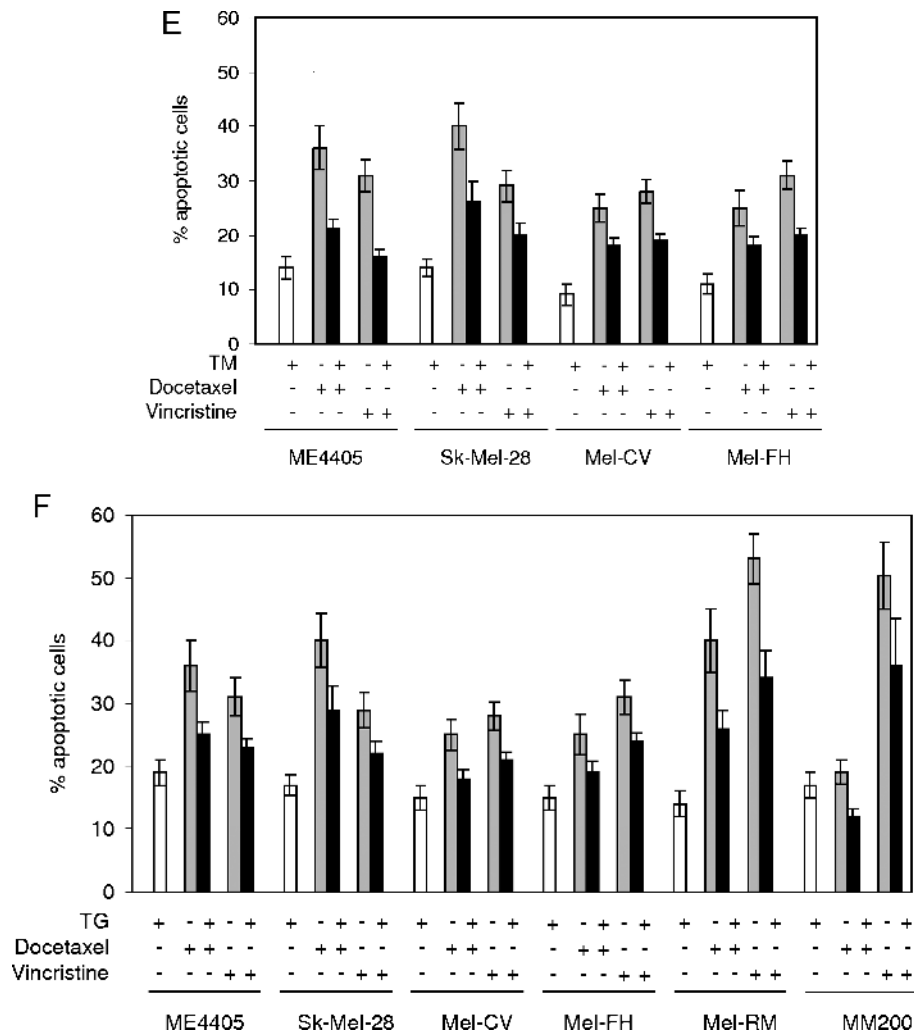 E
60
50
40
30
20
10
0
% apoptotic cells
TM + - + - + + - + - + + - + - + + - + - +
Docetaxel - + + - - - + + - - - + + - - - + + - -
Vincristine - - - + + - - - + + - - - + + - - - + +
ME4405 Sk-Mel-28 Mel-CV Mel-FH
F
60
50
40
30
20
10
0
% apoptotic cells
TG + - + - + + - + - + + - + - + + - + - + + - + - + + - + - +
Docetaxel - + + - - - + + - - - + + - - - + + - - - + + - - - + + - -
Vincristine - - - + + - - - + + - - - + + - - - + + - - - + + - - - + +
ME4405 Sk-Mel-28 Mel-CV Mel-FH Mel-RM MM200